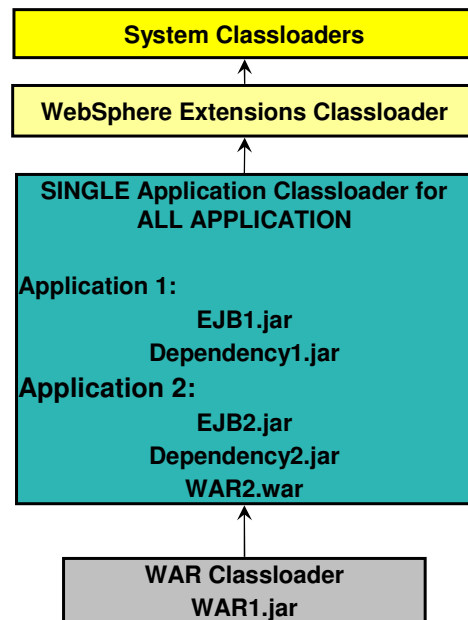 System Classloaders
WebSphere Extensions Classloader
SINGLE Application Classloader for
ALL APPLICATION
Application 1:
EJB1.jar
Dependency1.jar
Application 2:
EJB2.jar
Dependency2.jar
WAR2.war
WAR Classloader
WAR1.jar